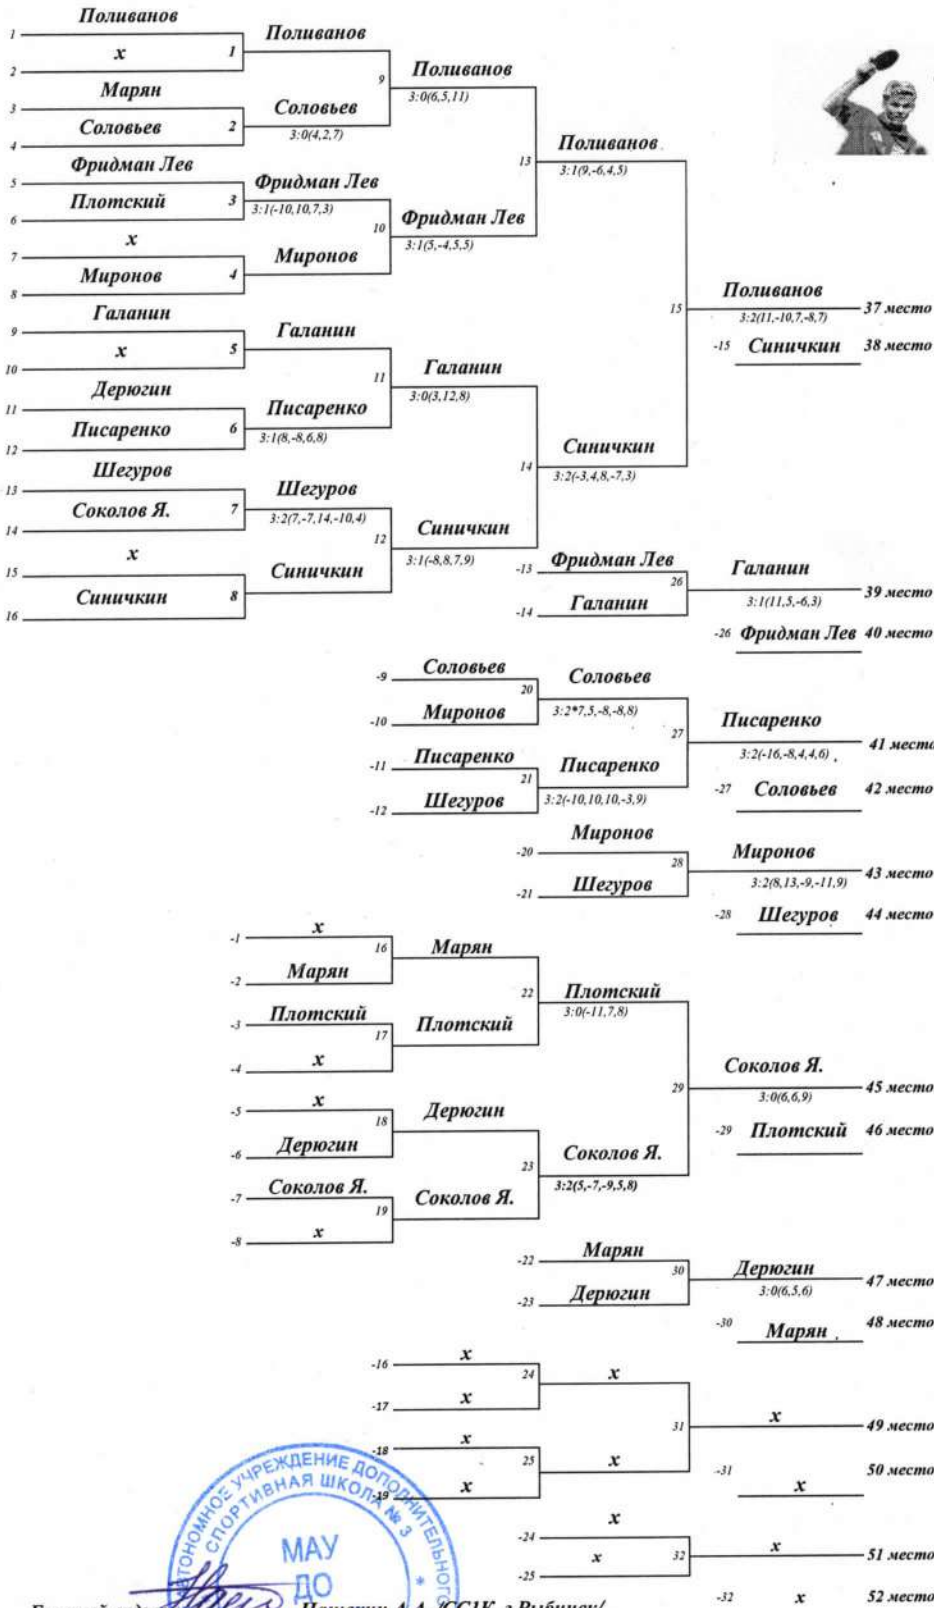 Поливанов
1
х 1 Поливанов
2
9 Поливанов
3:0(6,5,11)
Марян
3
Соловьев 2 Соловьев
4
3:0(4,2,7)
13 Поливанов
3:1(9,-6,4,5)
Фридман Лев
5
Плотский 3 Фридман Лев
6
3:1(-10,10,7,3)
10 Фридман Лев
3:1(5,-4,5,5)
х
7
Миронов 4 Миронов
8
15 Поливанов 37 место
3:2(11,-10,7,-8,7)
-15 Синичкин 38 место
Галанин
9
х 5 Галанин
10
11 Галанин
3:0(3,12,8)
Дерюгин
11
Писаренко 6 Писаренко
12
3:1(8,-8,6,8)
14 Синичкин
3:2(-3,4,8,-7,3)
Шегуров
13
Соколов Я. 7 Шегуров
14
3:2(7,-7,14,-10,4)
12 Синичкин
3:1(-8,8,7,9)
х
15
Синичкин 8 Синичкин
16
-13 Фридман Лев
26 Галанин 39 место
3:1(11,5,-6,3)
-14 Галанин
-26 Фридман Лев 40 место
-9 Соловьев
20 Соловьев
3:2*7,5,-8,-8,8)
-10 Миронов
27 Писаренко 41 место
3:2(-16,-8,4,4,6)
-11 Писаренко
21 Писаренко
3:2(-10,10,10,-3,9)
-12 Шегуров
-27 Соловьев 42 место
-20 Миронов
28 Миронов 43 место
3:2(8,13,-9,-11,9)
-21 Шегуров
-28 Шегуров 44 место
-1 х
16 Марян
-2 Марян
22 Плотский
3:0(-11,7,8)
-3 Плотский
17 Плотский
-4 х
29 Соколов Я. 45 место
3:0(6,6,9)
-29 Плотский 46 место
-5 х
18 Дерюгин
-6 Дерюгин
23 Соколов Я.
3:2(5,-7,-9,5,8)
-7 Соколов Я.
19 Соколов Я.
-8 х
-22 Марян
30 Дерюгин 47 место
3:0(6,5,6)
-23 Дерюгин
-30 Марян 48 место
-16 х
24 х
-17 х
31 х 49 место
-18 х
25 х
-19 х
-31 х 50 место
-24 х
х 32 х 51 место
-25
-32 х 52 место
АВТОНОМНОЕ УЧРЕЖДЕНИЕ ДОПОЛНИТЕЛЬНОГО
СПОРТИВНАЯ ШКОЛА № 3
МАУ
ДО
А.А. /СС1К, г.Рыбинск/